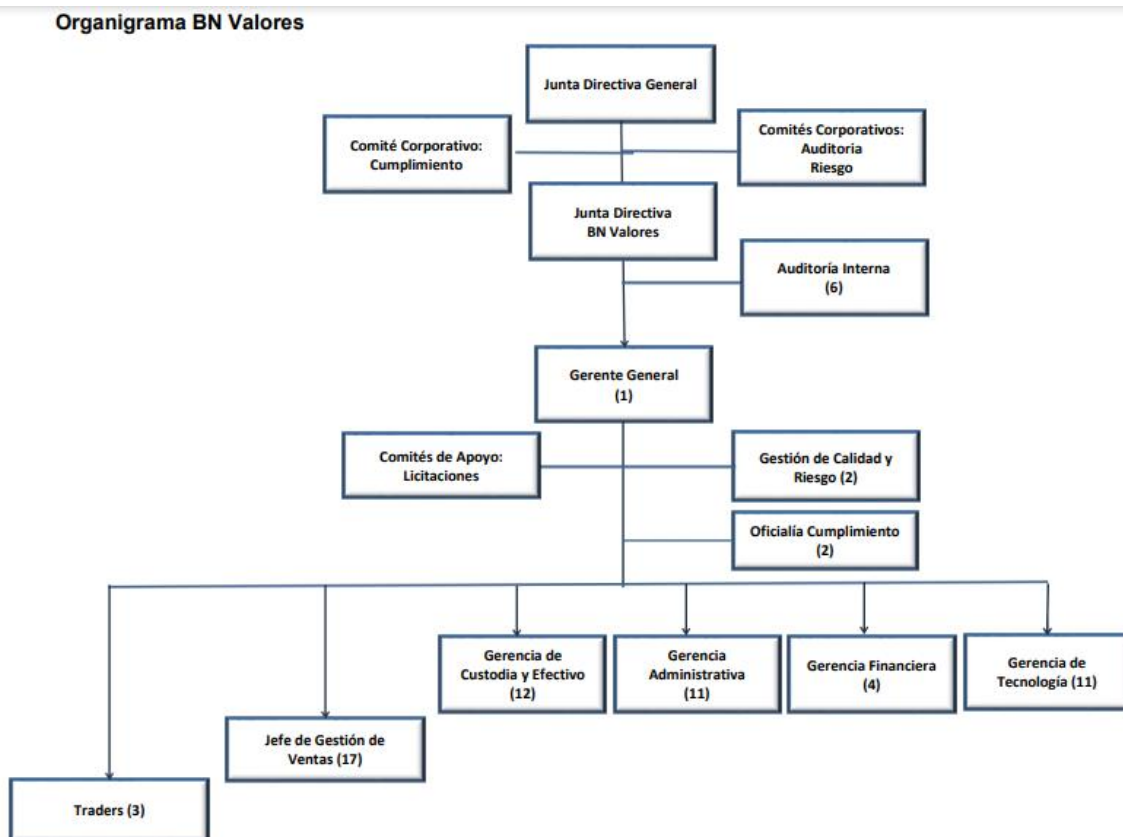 Organigrama BN Valores
Junta Directiva General
Comité Corporativo:
Cumplimiento
Comités Corporativos:
Auditoria
Riesgo
Junta Directiva
BN Valores
Auditoría Interna
(6)
Gerente General
(1)
Comités de Apoyo:
Licitaciones
Gestión de Calidad y
Riesgo (2)
Oficialía Cumplimiento
(2)
Gerencia de
Custodia y Efectivo
(12)
Gerencia
Administrativa
(11)
Gerencia Financiera
(4)
Gerencia de
Tecnología (11)
Jefe de Gestión de
Ventas (17)
Traders (3)